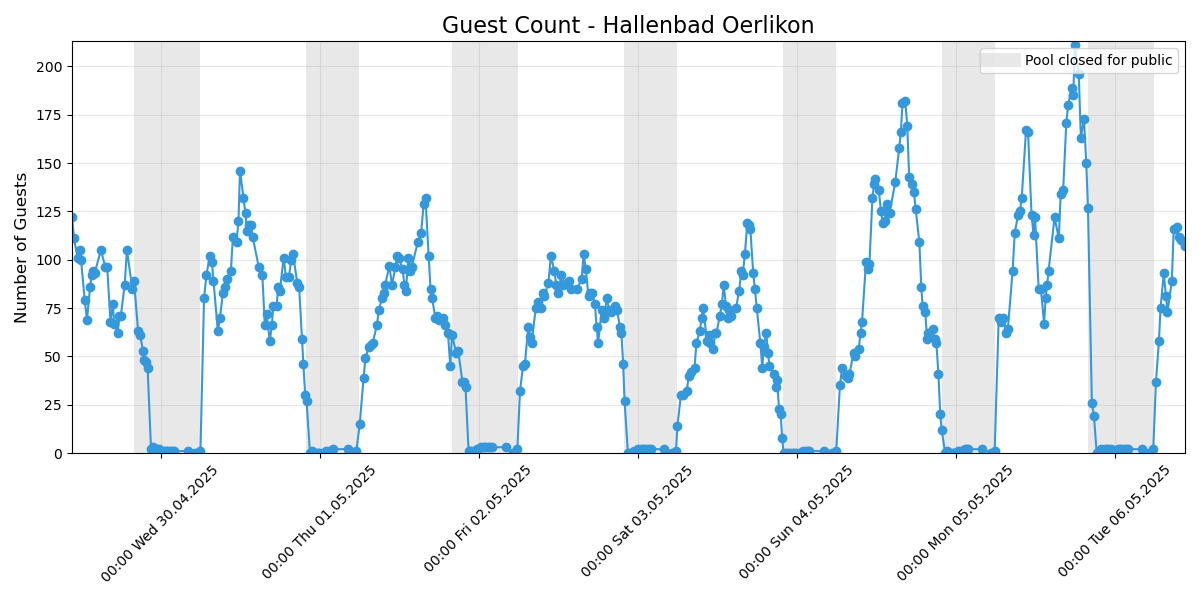 Guest Count - Hallenbad Oerlikon
Pool closed for public
Number of Guests
200
175
150
125
100
75
50
25
0
00:00 Wed 30.04.2025
00:00 Thu 01.05.2025
00:00 Fri 02.05.2025
00:00 Sat 03.05.2025
00:00 Sun 04.05.2025
00:00 Mon 05.05.2025
00:00 Tue 06.05.2025